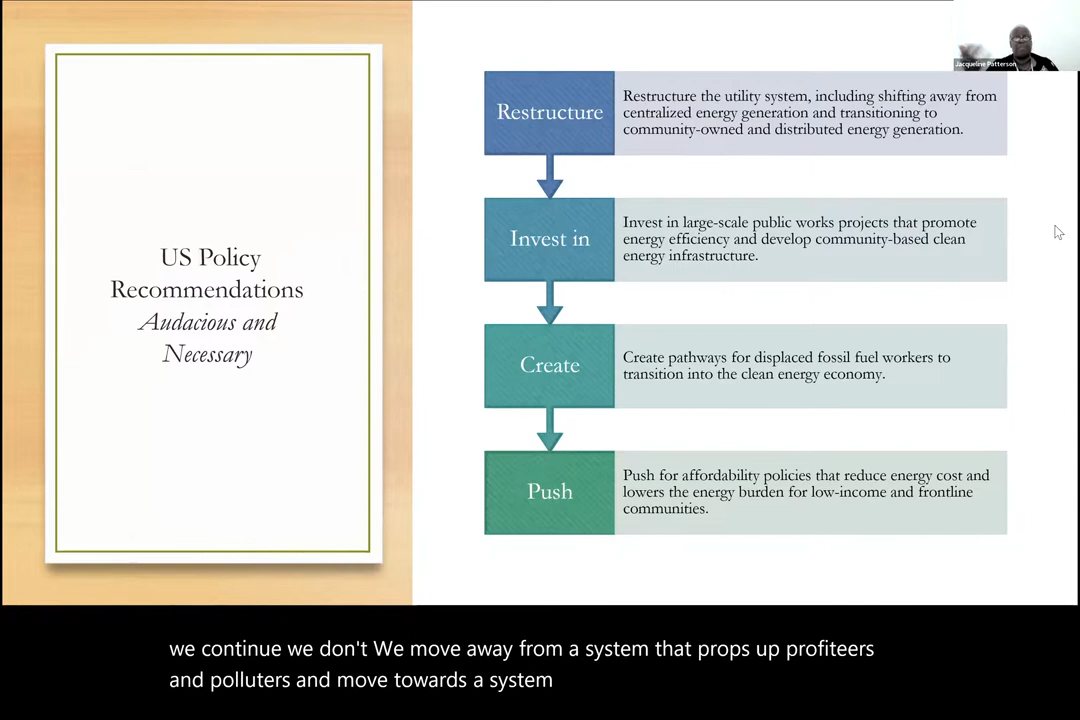 Jacqueline Patterson
US Policy
Recommendations
Audacious and
Necessary
Restructure
Restructure the utility system, including shifting away from
centralized energy generation and transitioning to
community-owned and distributed energy generation.
Invest in
Invest in large-scale public works projects that promote
energy efficiency and develop community-based clean
energy infrastructure.
Create
Create pathways for displaced fossil fuel workers to
transition into the clean energy economy.
Push
Push for affordability policies that reduce energy cost and
lowers the energy burden for low-income and frontline
communities.
we continue we don't We move away from a system that props up profiteers
and polluters and move towards a system